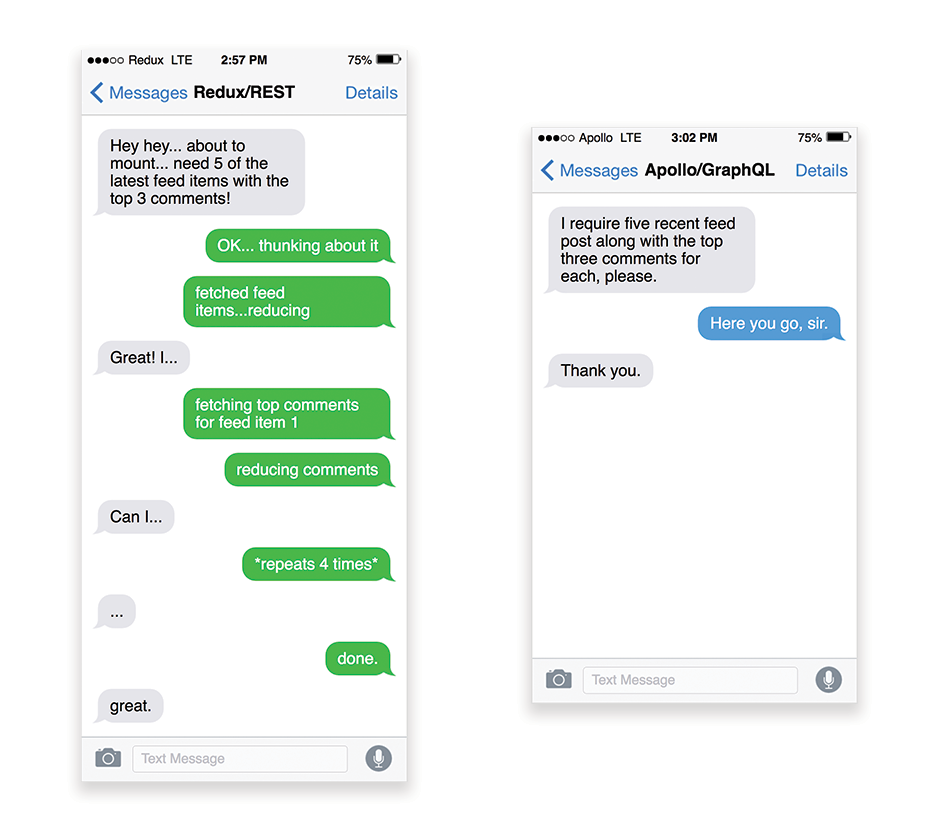 Redux LTE 2:57 PM 75%
Messages Redux/REST Details
Hey hey... about to
mount... need 5 of the
latest feed items with the
top 3 comments!
OK... thunking about it
fetched feed
items...reducing
Great! I...
fetching top comments
for feed item 1
reducing comments
Can I...
*repeats 4 times*
...
done.
great.
Text Message
Apollo LTE 3:02 PM 75%
Messages Apollo/GraphQL Details
I require five recent feed
post along with the top
three comments for
each, please.
Here you go, sir.
Thank you.
Text Message